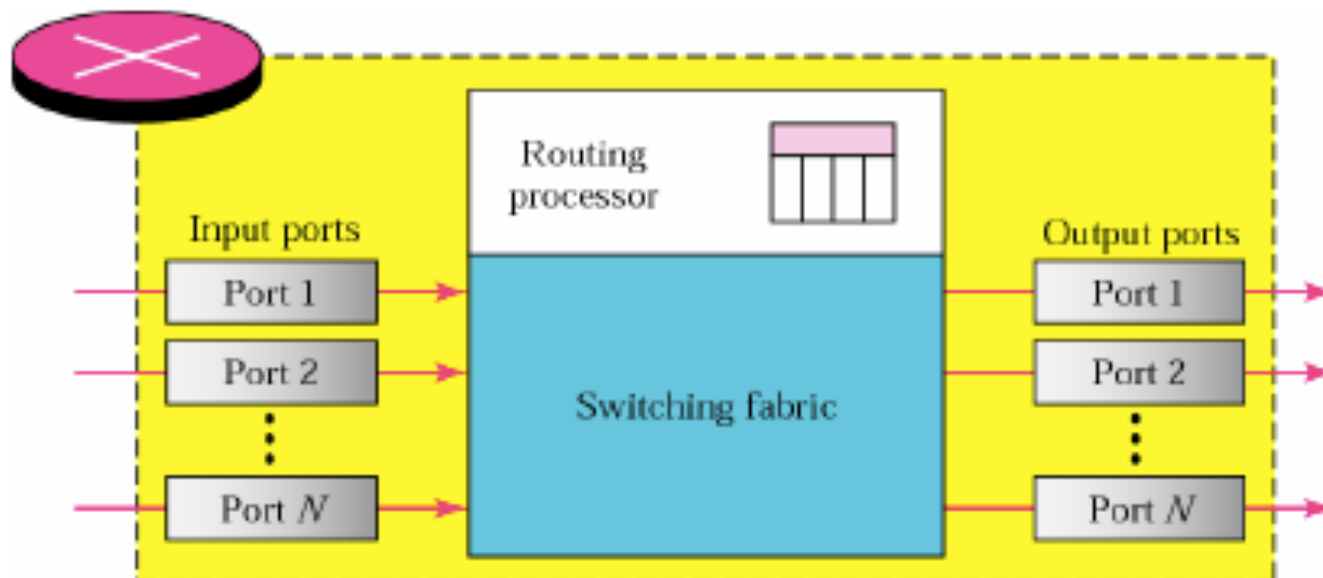 Routing
processor
Input ports
Output ports
Port 1
Port 1
Port 2
Port 2
Switching fabric
Port N
Port N